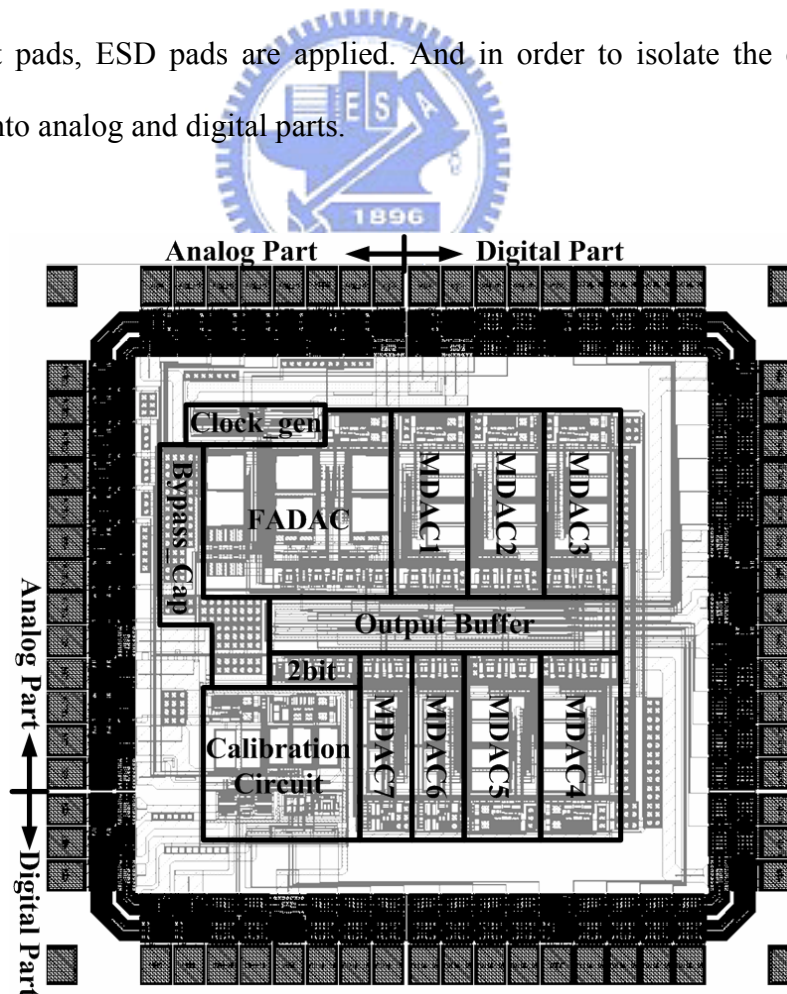 t pads, ESD pads are applied. And in order to isolate the
nto analog and digital parts.
E S A
1896
Analog Part
Digital Part
Clock_gen
Bypass_Cap
FADAC
MDAC1
MDAC2
MDAC3
Output Buffer
2bit
Calibration
Circuit
MDAC7
MDAC6
MDAC5
MDAC4
Analog Part
Digital Part